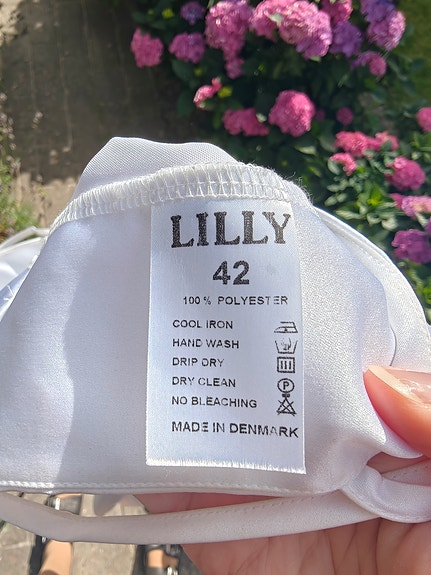 LILLY
42
100 % POLYESTER
COOL IRON
HAND WASH
DRIP DRY
DRY CLEAN
P
NO BLEACHING
MADE IN DENMARK